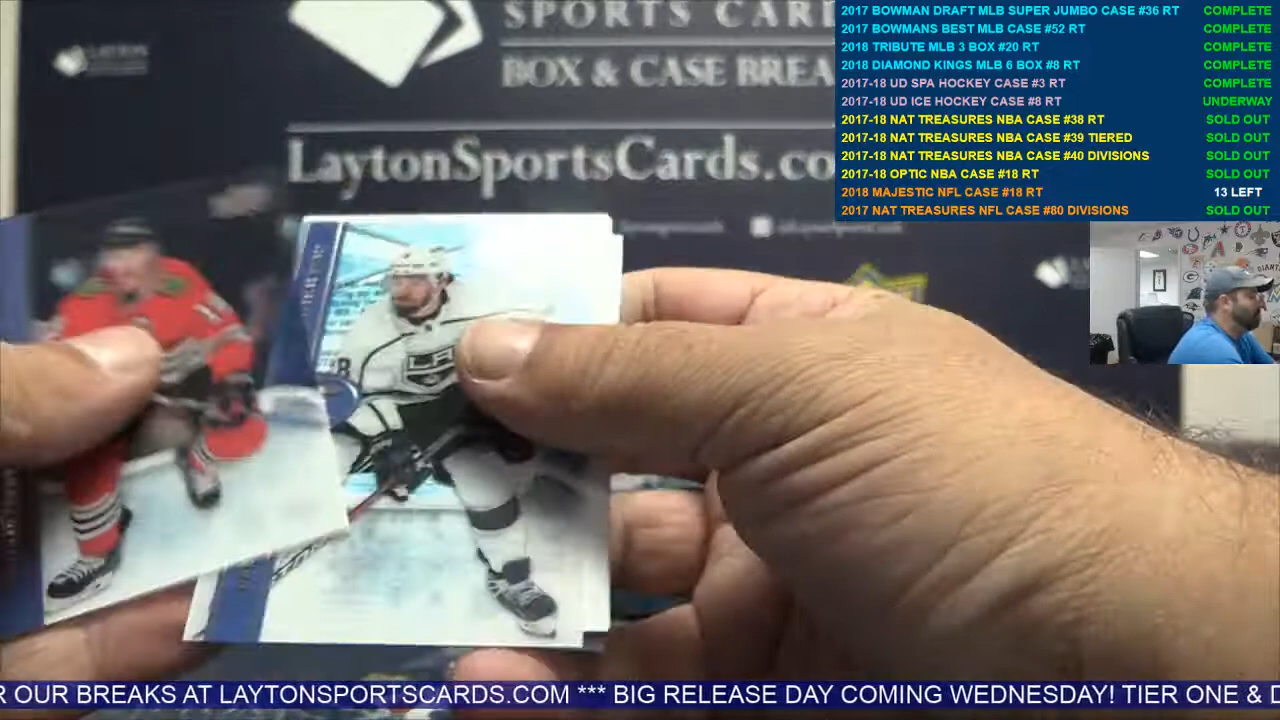 SPORTS CAR
BOX & CASE BREA
LaytonSportsCards.co
LAYTON
2017 BOWMAN DRAFT MLB SUPER JUMBO CASE #36 RT COMPLETE
2017 BOWMANS BEST MLB CASE #52 RT COMPLETE
2018 TRIBUTE MLB 3 BOX #20 RT COMPLETE
2018 DIAMOND KINGS MLB 6 BOX #8 RT COMPLETE
2017-18 UD SPA HOCKEY CASE #3 RT COMPLETE
2017-18 UD ICE HOCKEY CASE #8 RT UNDERWAY
2017-18 NAT TREASURES NBA CASE #38 RT SOLD OUT
2017-18 NAT TREASURES NBA CASE #39 TIERED SOLD OUT
2017-18 NAT TREASURES NBA CASE #40 DIVISIONS SOLD OUT
2017-18 OPTIC NBA CASE #18 RT SOLD OUT
2018 MAJESTIC NFL CASE #18 RT 13 LEFT
2017 NAT TREASURES NFL CASE #80 DIVISIONS SOLD OUT
LA
8
R OUR BREAKS AT LAYTONSPORTSCARDS.COM *** BIG RELEASE DAY COMING WEDNESDAY! TIER ONE & D